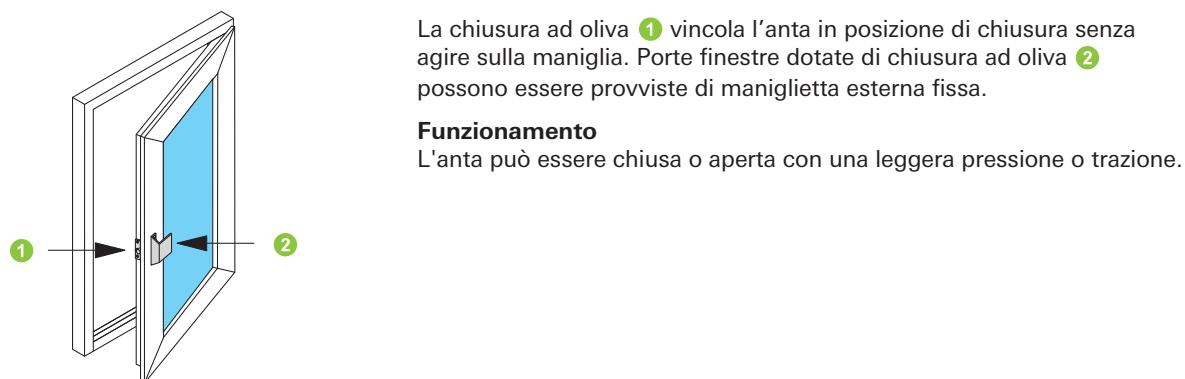 La chiusura ad oliva 1 vincola l’anta in posizione di chiusura senza
agire sulla maniglia. Porte finestre dotate di chiusura ad oliva 2
possono essere provviste di maniglietta esterna fissa.
Funzionamento
L'anta può essere chiusa o aperta con una leggera pressione o trazione.
1
2